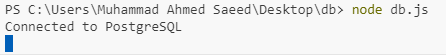 PS C:\Users\Muhammad Ahmed Saeed\Desktop\db> node db.js
Connected to PostgreSQL